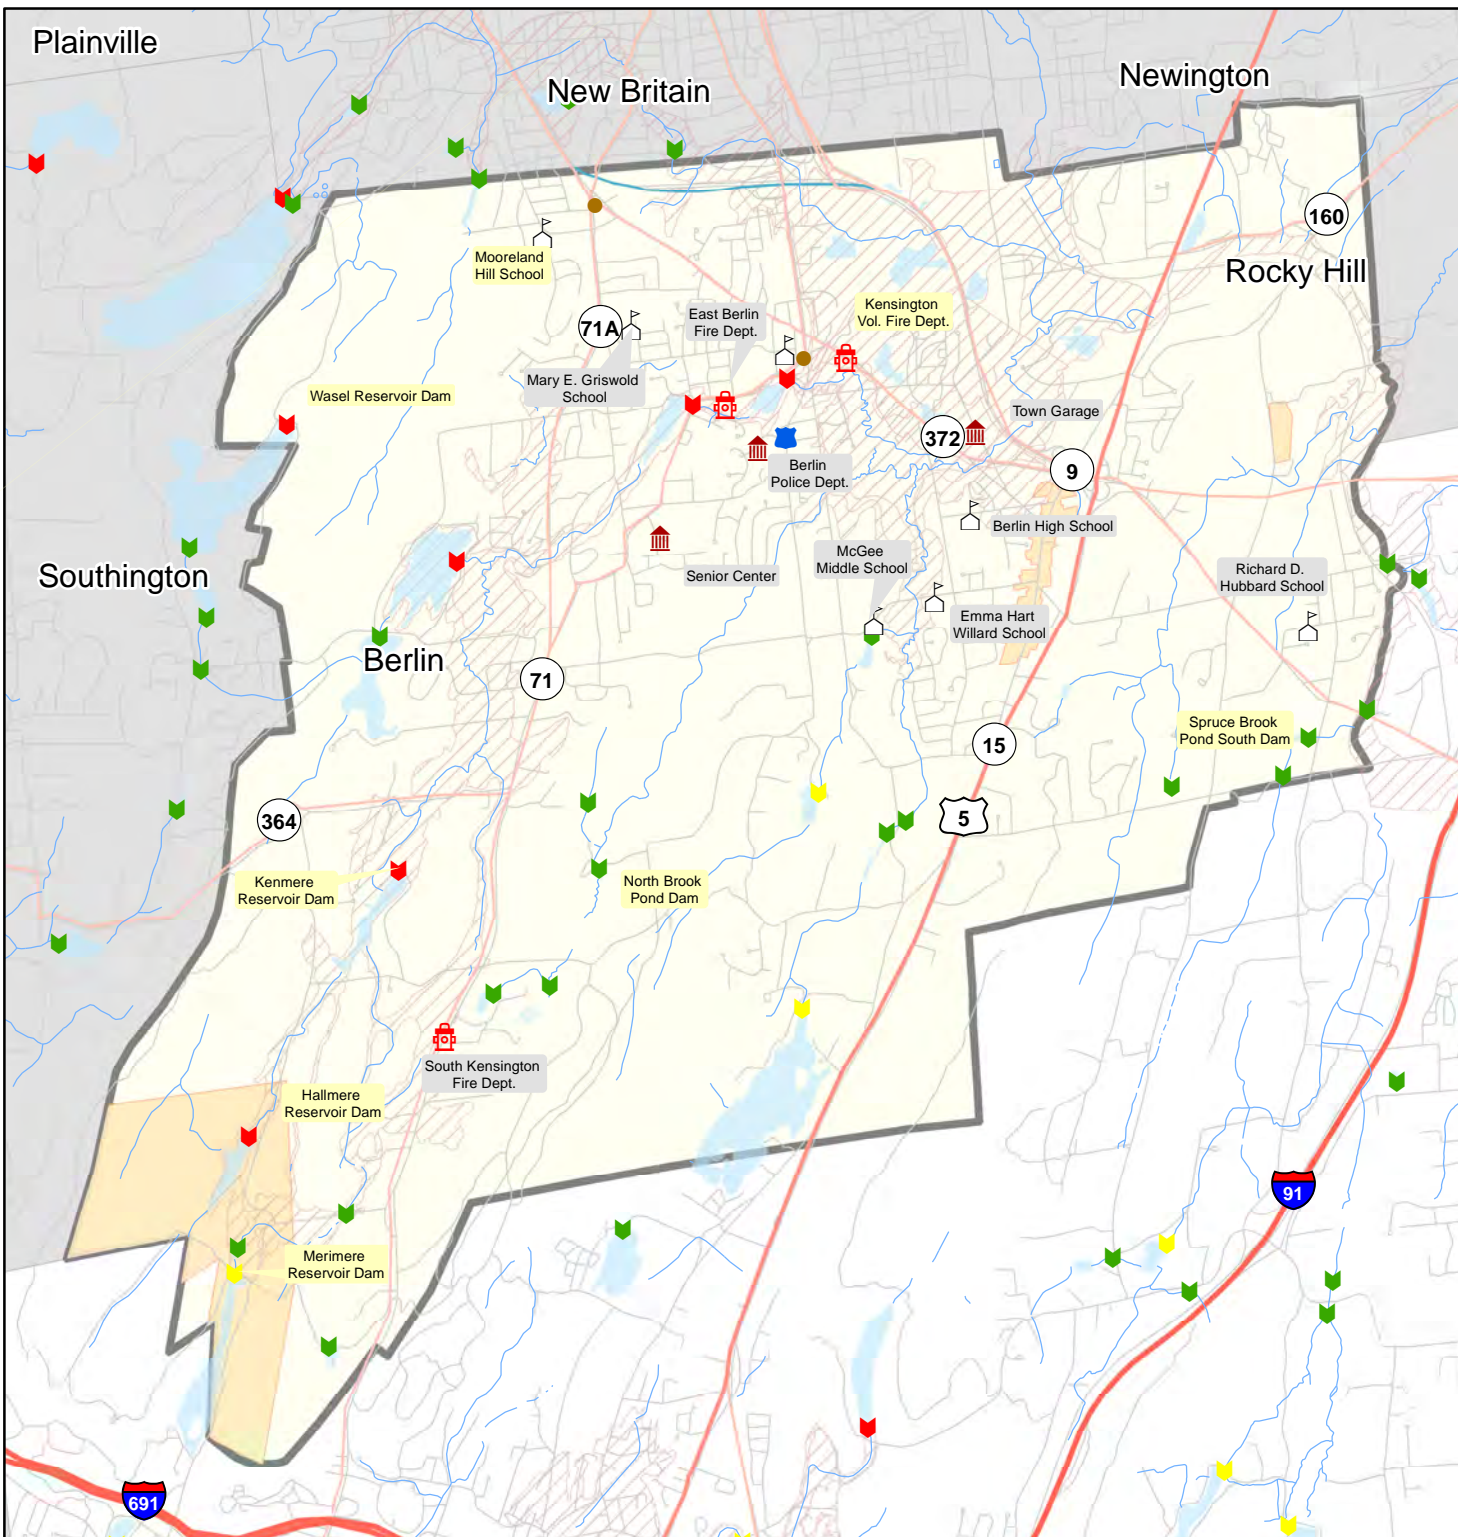 Plainville
New Britain
Newington
160
Rocky Hill
Mooreland
Hill School
71A
East Berlin
Fire Dept.
Kensington
Vol. Fire Dept.
Mary E. Griswold
School
Wasel Reservoir Dam
Town Garage
372
9
Berlin
Police Dept.
Berlin High School
Senior Center
McGee
Middle School
Richard D.
Hubbard School
Southington
Emma Hart
Willard School
Berlin
71
Spruce Brook
Pond South Dam
15
5
364
Kenmere
Reservoir Dam
North Brook
Pond Dam
South Kensington
Fire Dept.
Hallmere
Reservoir Dam
91
Merimere
Reservoir Dam
691